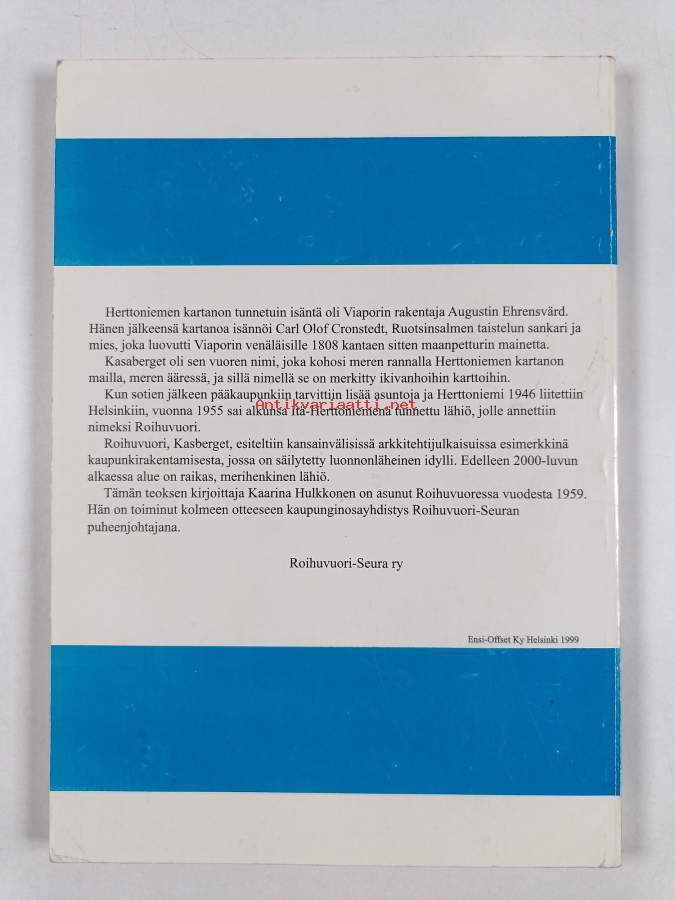 Herttoniemen kartanon tunnetuin isäntä oli Viaporin rakentaja Augustin Ehrensvärd.
Hänen jälkeensä kartanoa isännöi Carl Olof Cronstedt, Ruotsinsalmen taistelun sankari ja
mies, joka luovutti Viaporin venäläisille 1808 kantaen sitten maanpetturin mainetta.
Kasaberget oli sen vuoren nimi, joka kohosi meren rannalla Herttoniemen kartanon
mailla, meren ääressä, ja sillä nimellä se on merkitty ikivanhoihin karttoihin.
Kun sotien jälkeen pääkaupunkiin tarvittiin lisää asuntoja ja Herttoniemi 1946 liitettiin
Antikvariaatti.net
Helsinkiin, vuonna 1955 sai alkunsa Itä-Herttoniemenä tunnettu lähiö, jolle annettiin
nimeksi Roihuvuori.
Roihuvuori, Kasberget, esiteltiin kansainvälisissä arkkitehtijulkaisuissa esimerkkinä
kaupunkirakentamisesta, jossa on säilytetty luonnonläheinen idylli. Edelleen 2000-luvun
alkaessa alue on raikas, merihenkinen lähiö.
Tämän teoksen kirjoittaja Kaarina Hulkkonen on asunut Roihuvuoressa vuodesta 1959.
Hän on toiminut kolmeen otteeseen kaupunginosayhdistys Roihuvuori-Seuran
puheenjohtajana.
Roihuvuori-Seura ry
Ensi-Offset Ky Helsinki 1999